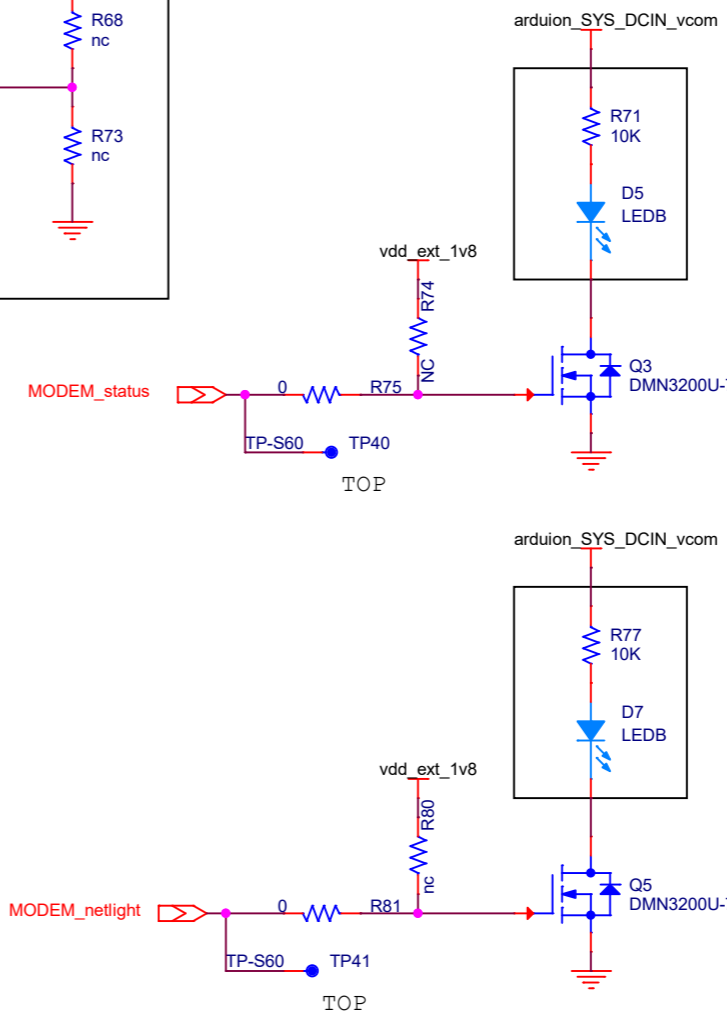 R68
nc
R73
nc
arduion_SYS_DCIN_vcom
R71
10K
D5
LEDB
vdd_ext_1v8
R74
NC
MODEM_status
0
R75
Q3
DMN3200U-
TP-S60
TP40
TOP
arduion_SYS_DCIN_vcom
R77
10K
D7
LEDB
vdd_ext_1v8
R80
nc
MODEM_netlight
0
R81
Q5
DMN3200U-
TP-S60
TP41
TOP